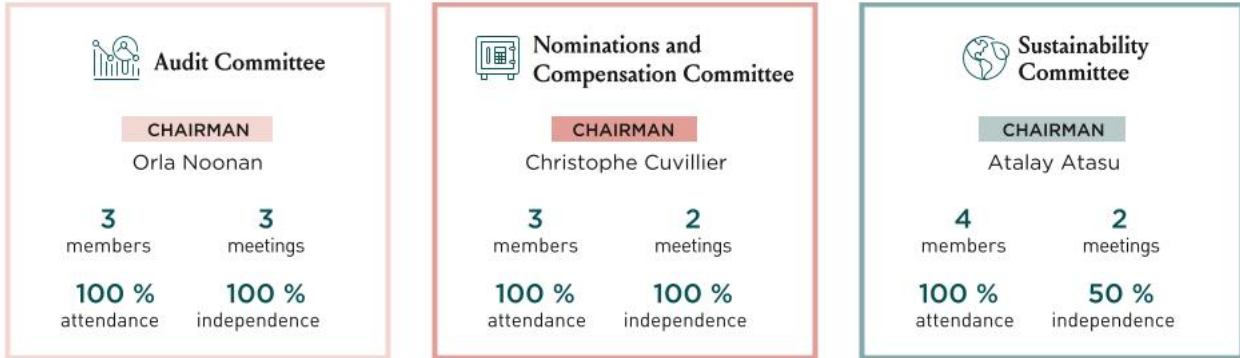 Audit Committee
CHAIRMAN
Orla Noonan
3 3
members meetings
100 % 100 %
attendance independence
Nominations and
Compensation Committee
CHAIRMAN
Christophe Cuvillier
3 2
members meetings
100 % 100 %
attendance independence
Sustainability
Committee
CHAIRMAN
Atalay Atasu
4 2
members meetings
100 % 50 %
attendance independence